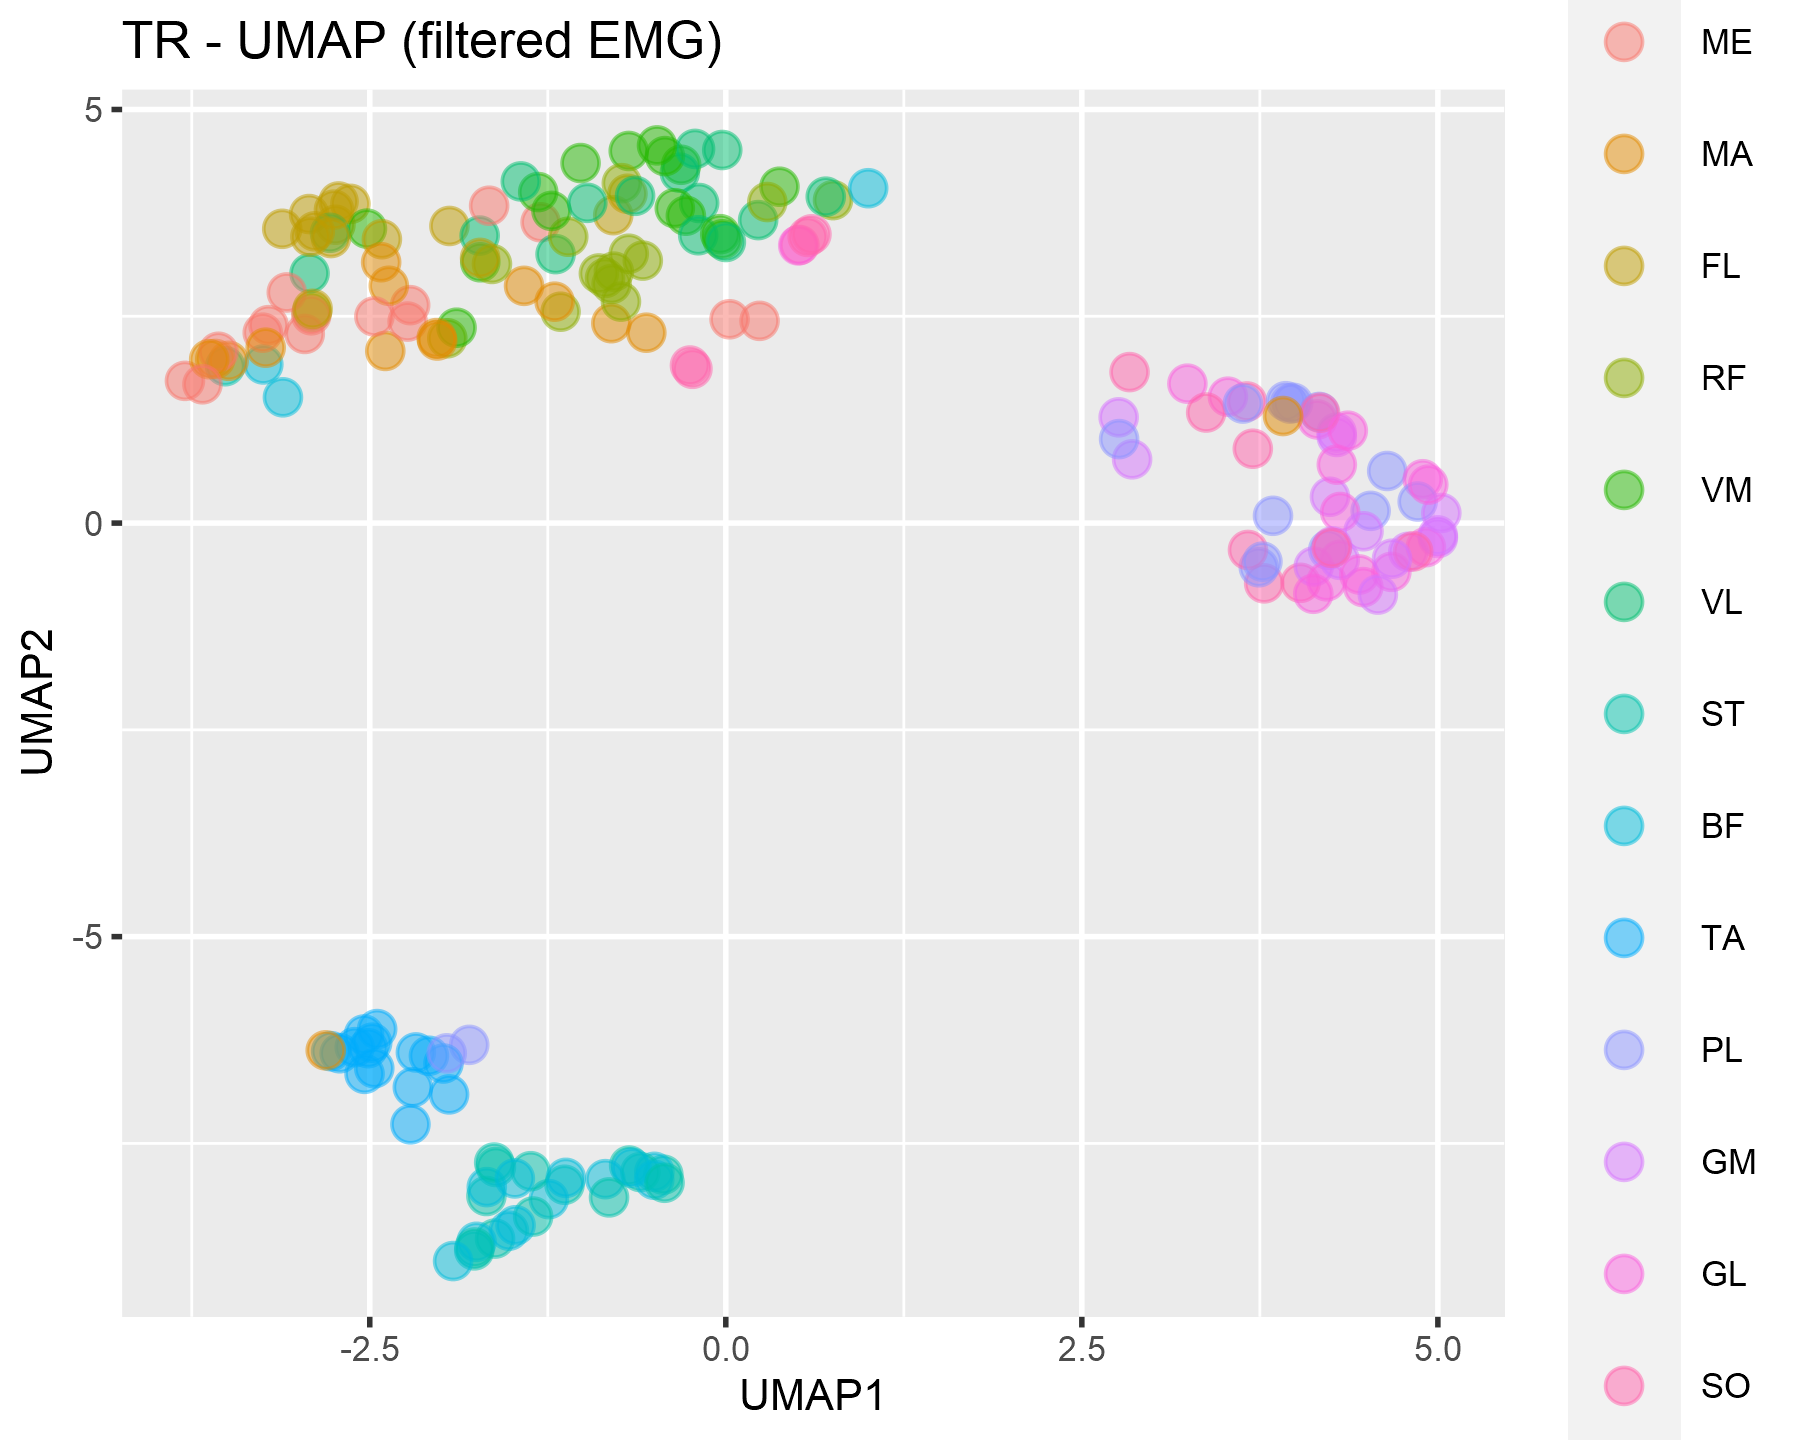 TR - UMAP (filtered EMG)
5
0
-5
UMAP2
-2.5
0.0
2.5
5.0
UMAP1
ME
MA
FL
RF
VM
VL
ST
BF
TA
PL
GM
GL
SO